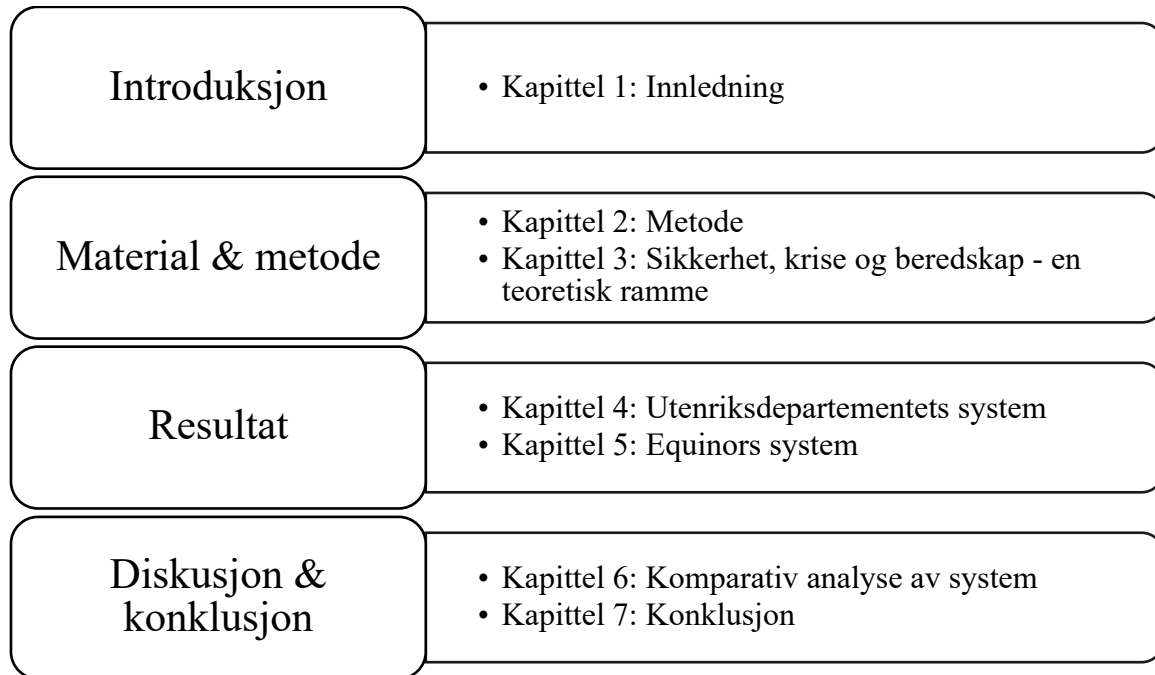 Introduksjon
• Kapittel 1: Innledning
Material & metode
• Kapittel 2: Metode
• Kapittel 3: Sikkerhet, krise og beredskap - en
teoretisk ramme
Resultat
• Kapittel 4: Utenriksdepartementets system
• Kapittel 5: Equinors system
Diskusjon &
konklusjon
• Kapittel 6: Komparativ analyse av system
• Kapittel 7: Konklusjon